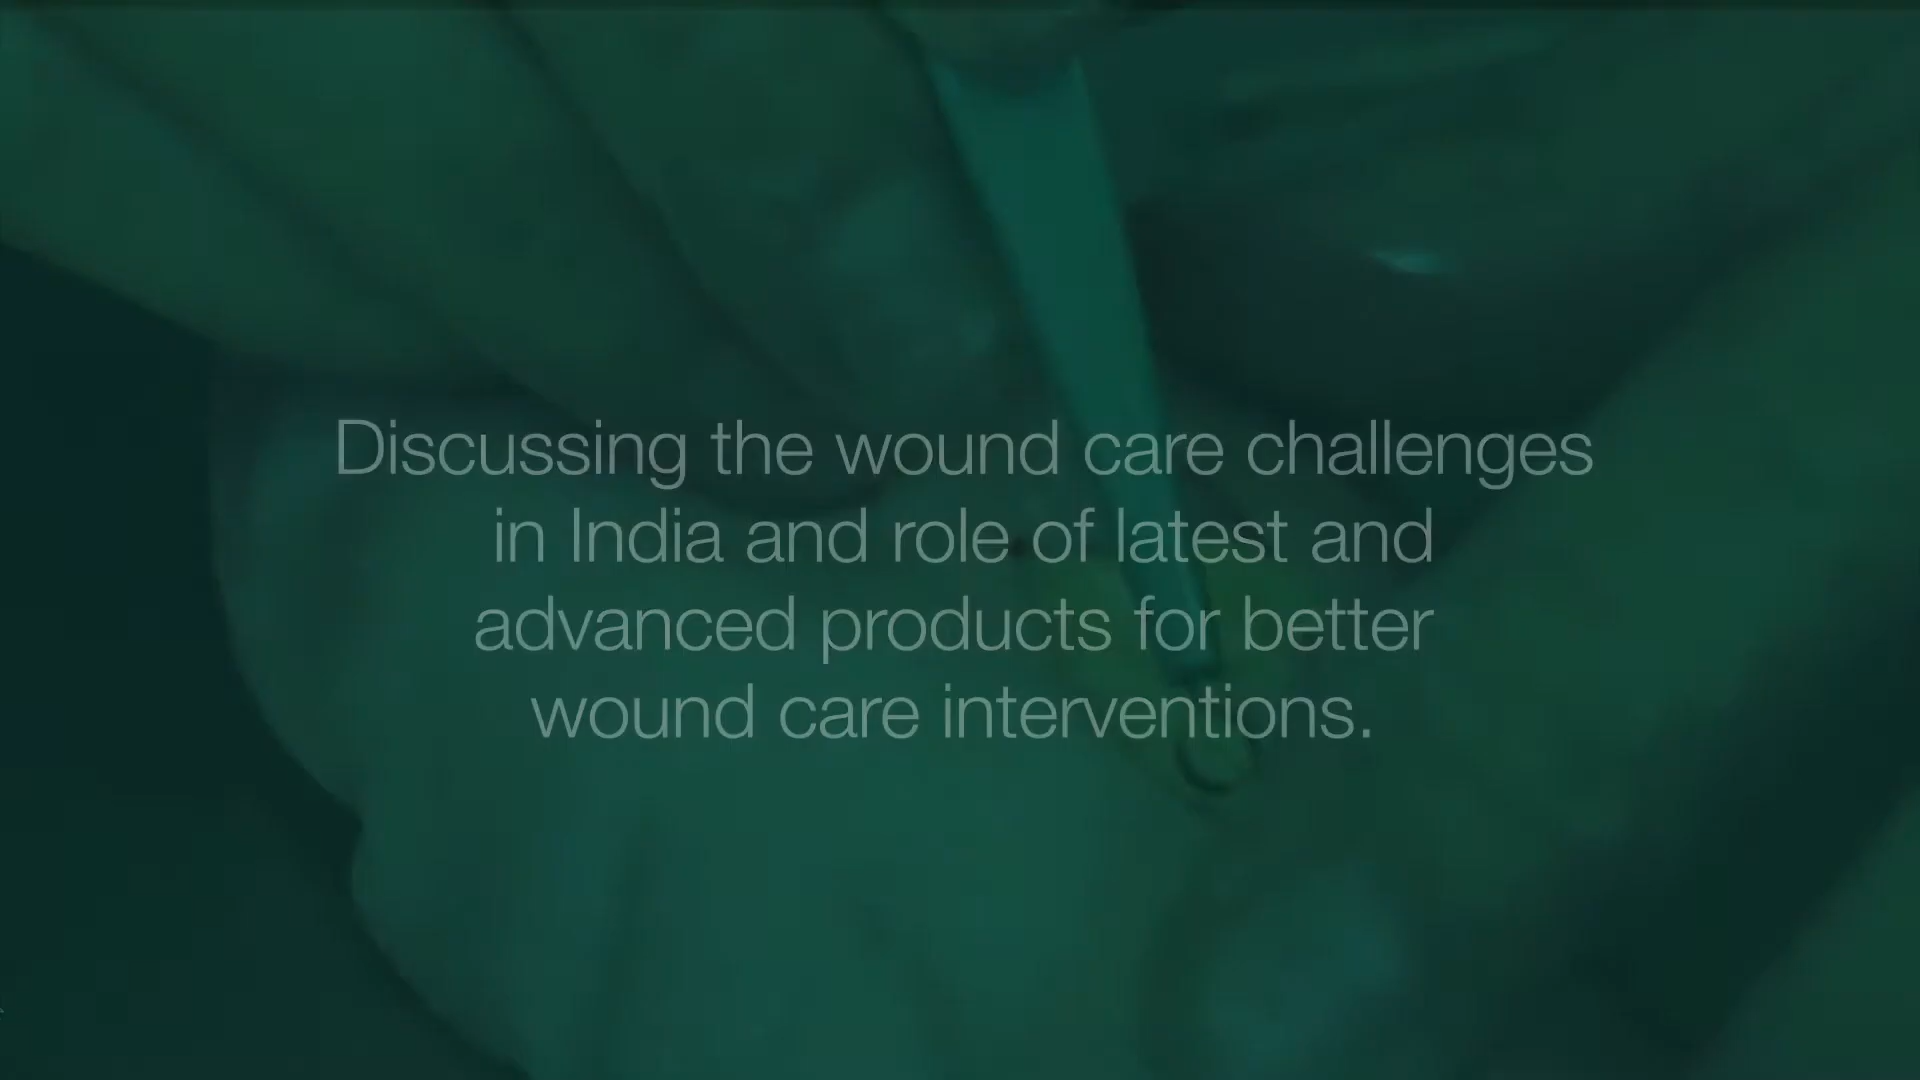 Discussing the wound care challenges
in India and role of latest and
advanced products for better
wound care interventions.